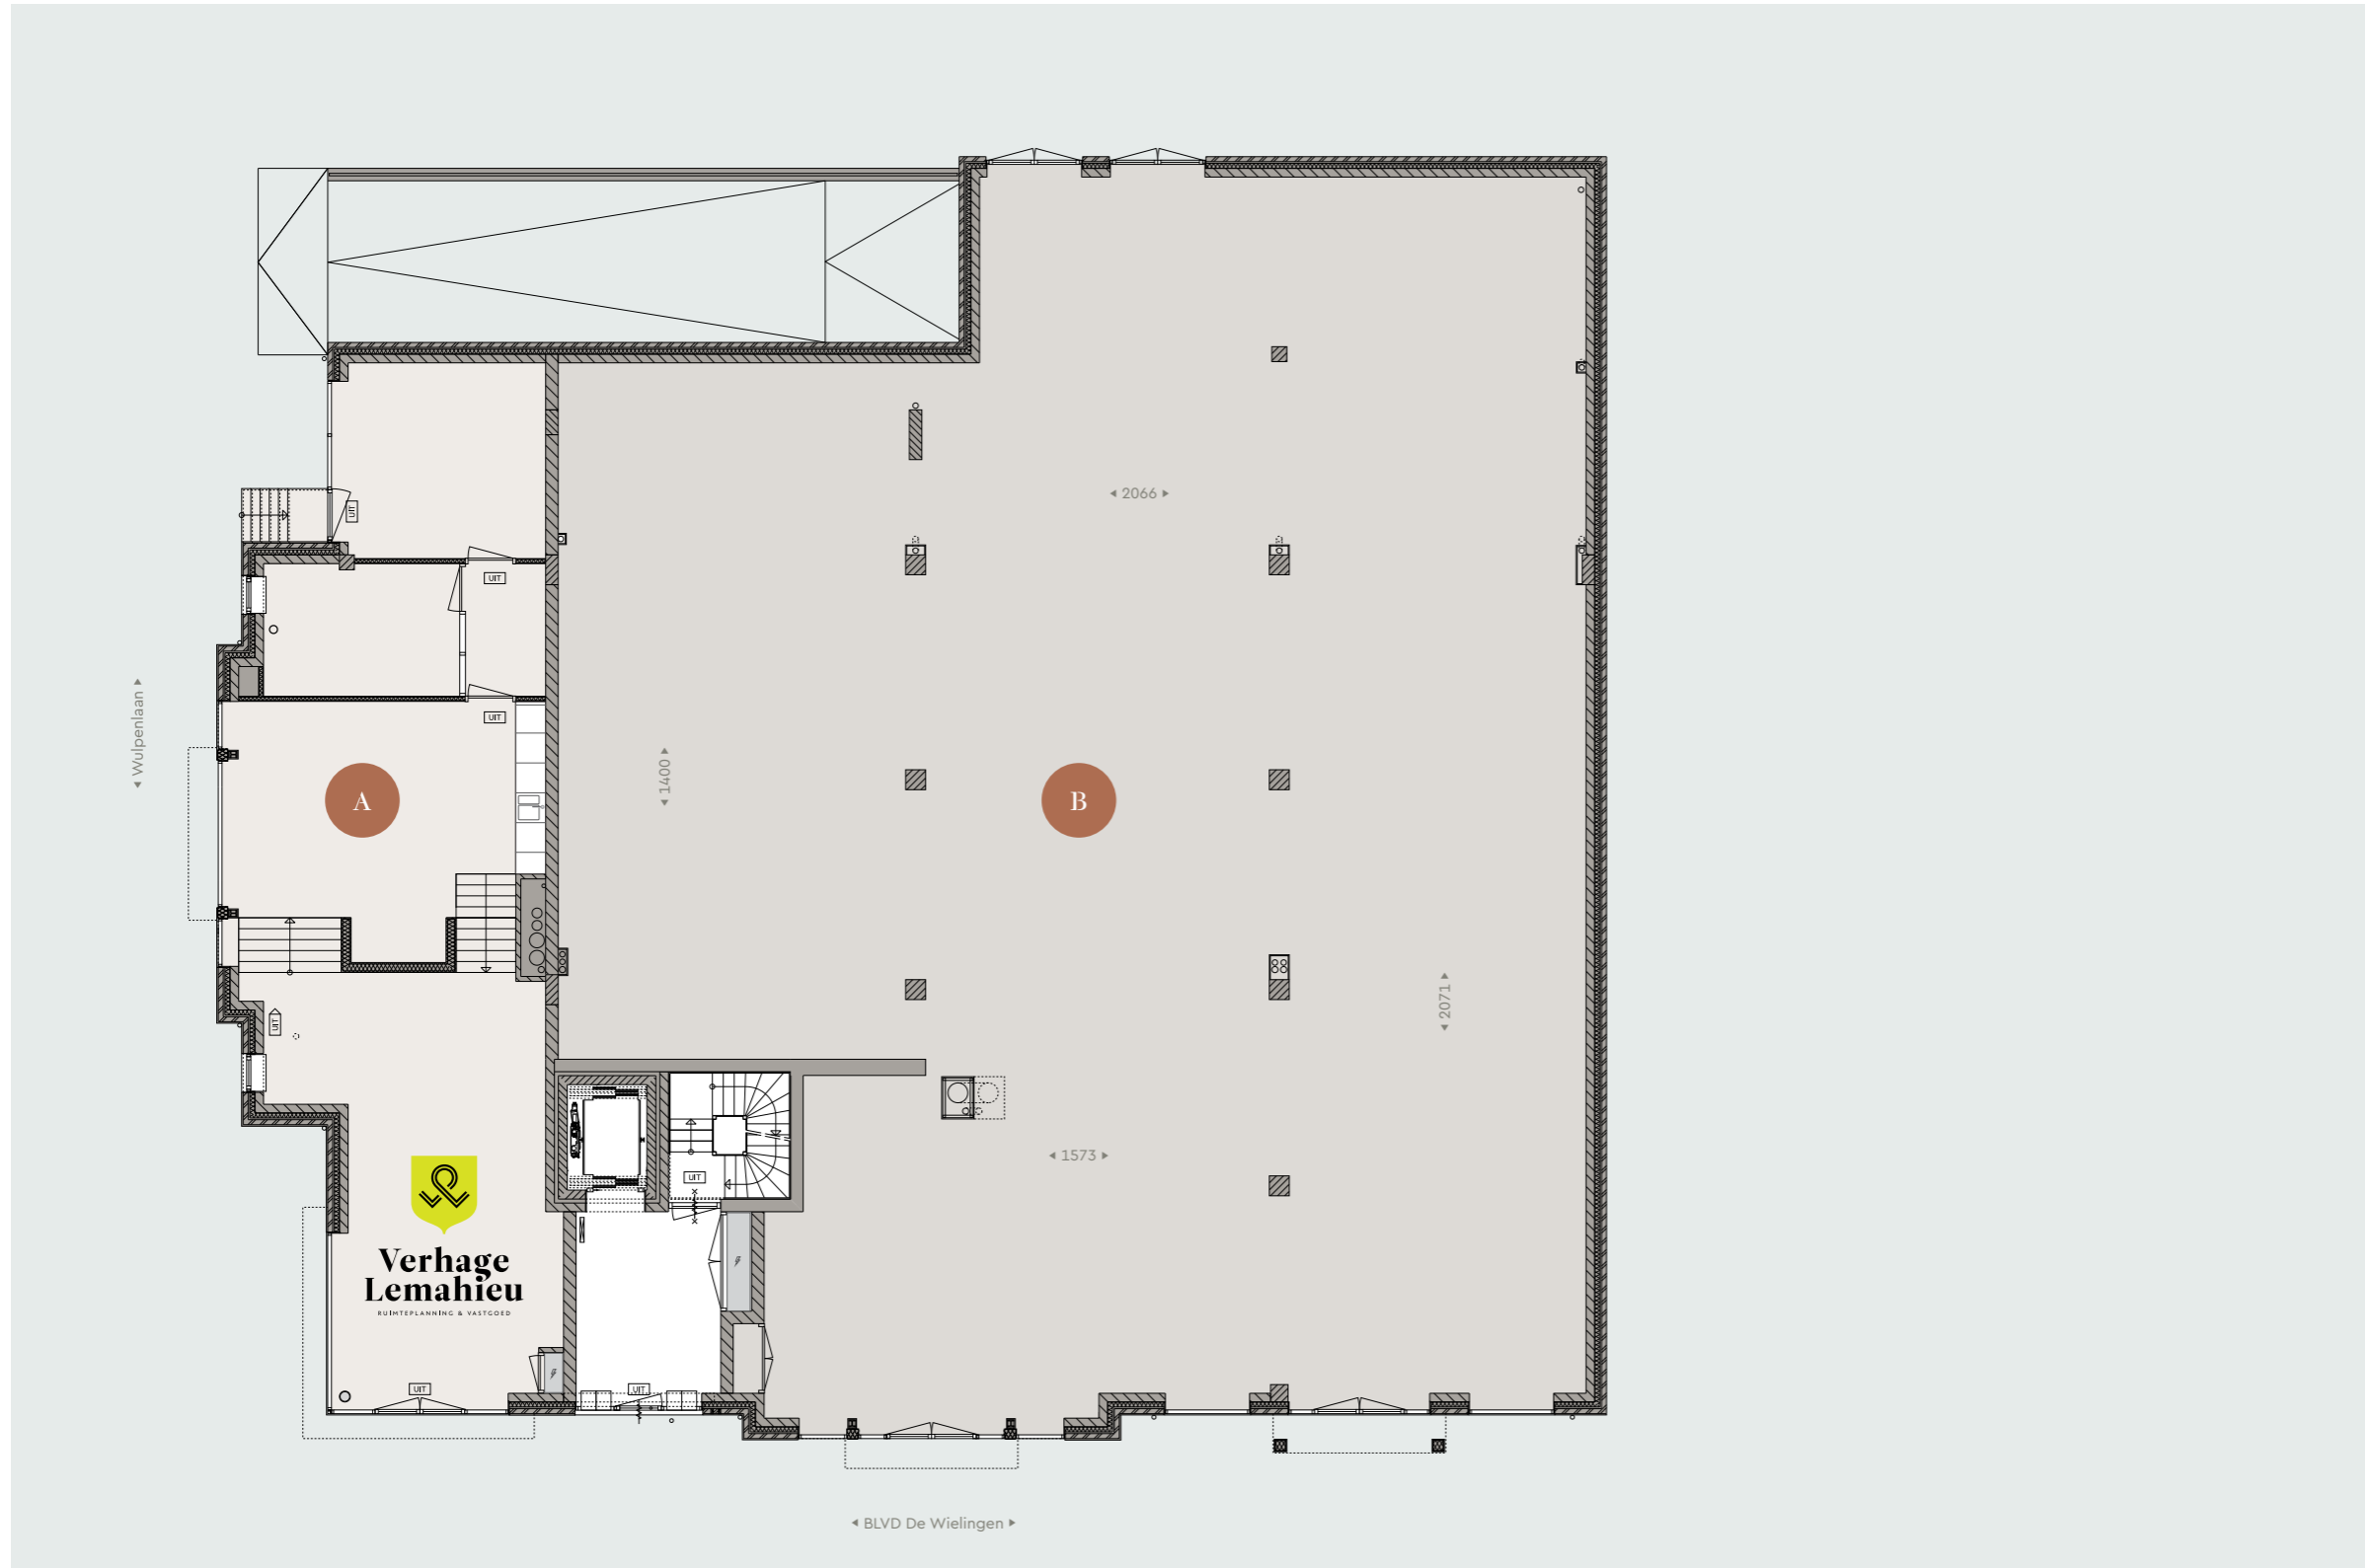 2066
UIT
UIT
Wulpenlaan
UIT
A
1400
B
2071
UIT
1573
UIT
Verhage
Lemahieu
RUIMTEPLANNING & VASTGOED
UIT
UIT
BLVD De Wielingen